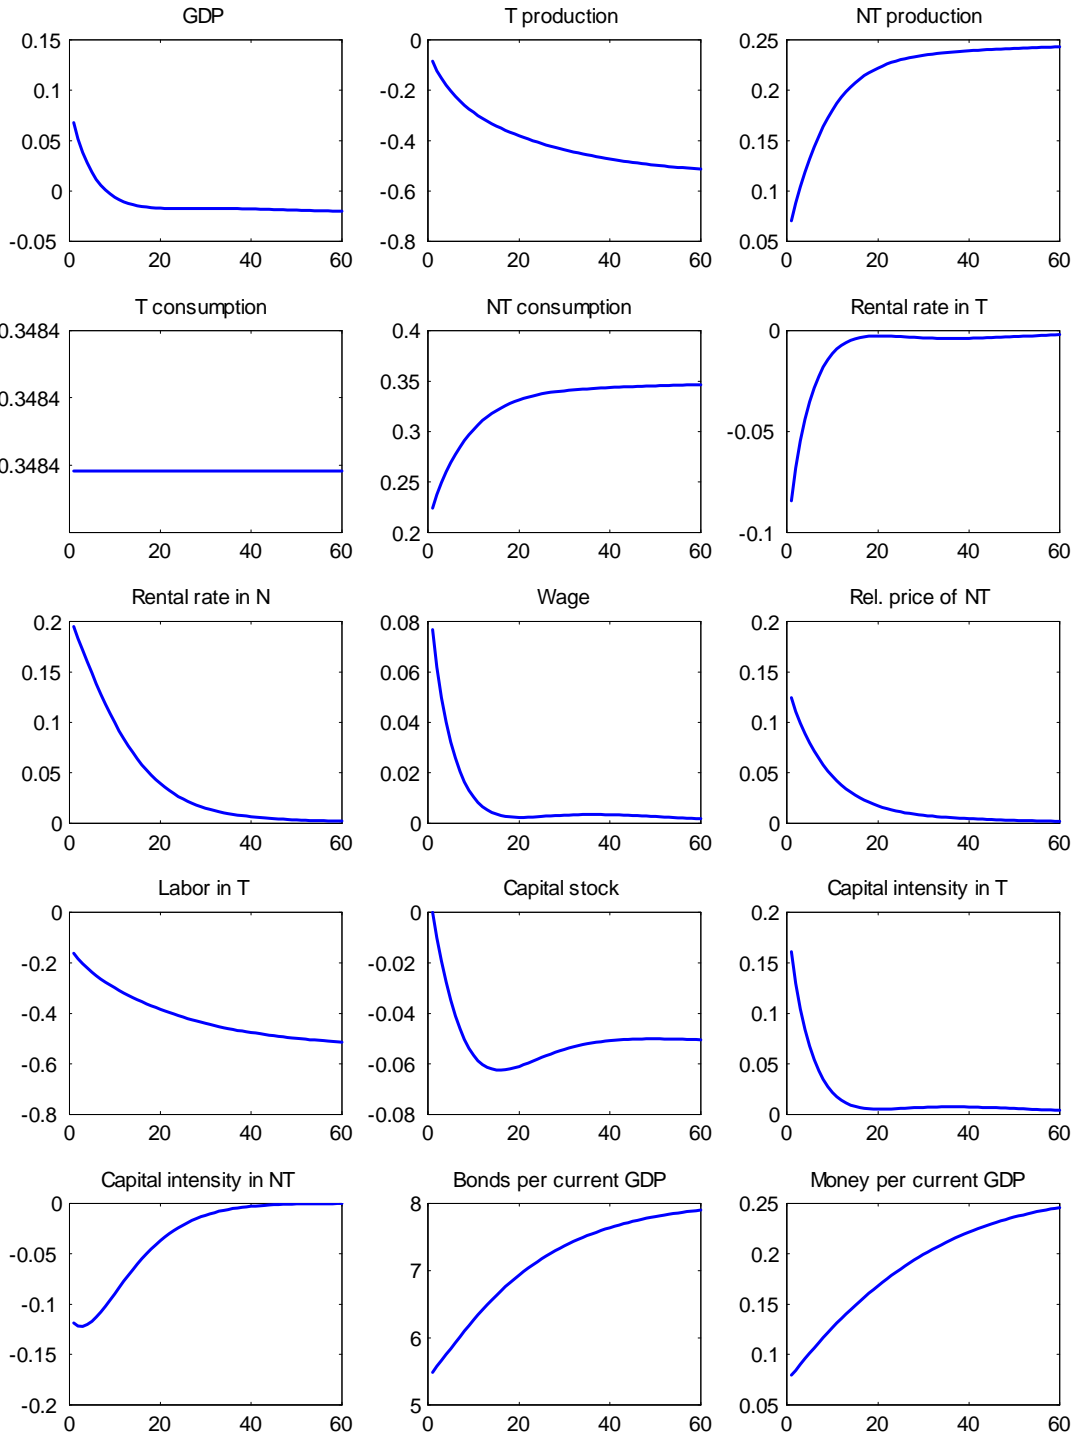 GDP
T production
NT production
0.15
0.1
0.05
0
-0.05
0 20 40 60
0
-0.2
-0.4
-0.6
-0.8
0 20 40 60
0.25
0.2
0.15
0.1
0.05
0 20 40 60
T consumption
NT consumption
Rental rate in T
0.3484
0.3484
0.3484
0 20 40 60
0.4
0.35
0.3
0.25
0.2
0 20 40 60
0
-0.05
-0.1
0 20 40 60
Rental rate in N
Wage
Rel. price of NT
0.2
0.15
0.1
0.05
0
0 20 40 60
0.08
0.06
0.04
0.02
0
0 20 40 60
0.2
0.15
0.1
0.05
0
0 20 40 60
Labor in T
Capital stock
Capital intensity in T
0
-0.2
-0.4
-0.6
-0.8
0 20 40 60
0
-0.02
-0.04
-0.06
-0.08
0 20 40 60
0.2
0.15
0.1
0.05
0
0 20 40 60
Capital intensity in NT
Bonds per current GDP
Money per current GDP
0
-0.05
-0.1
-0.15
-0.2
0 20 40 60
8
7
6
5
0 20 40 60
0.25
0.2
0.15
0.1
0.05
0 20 40 60